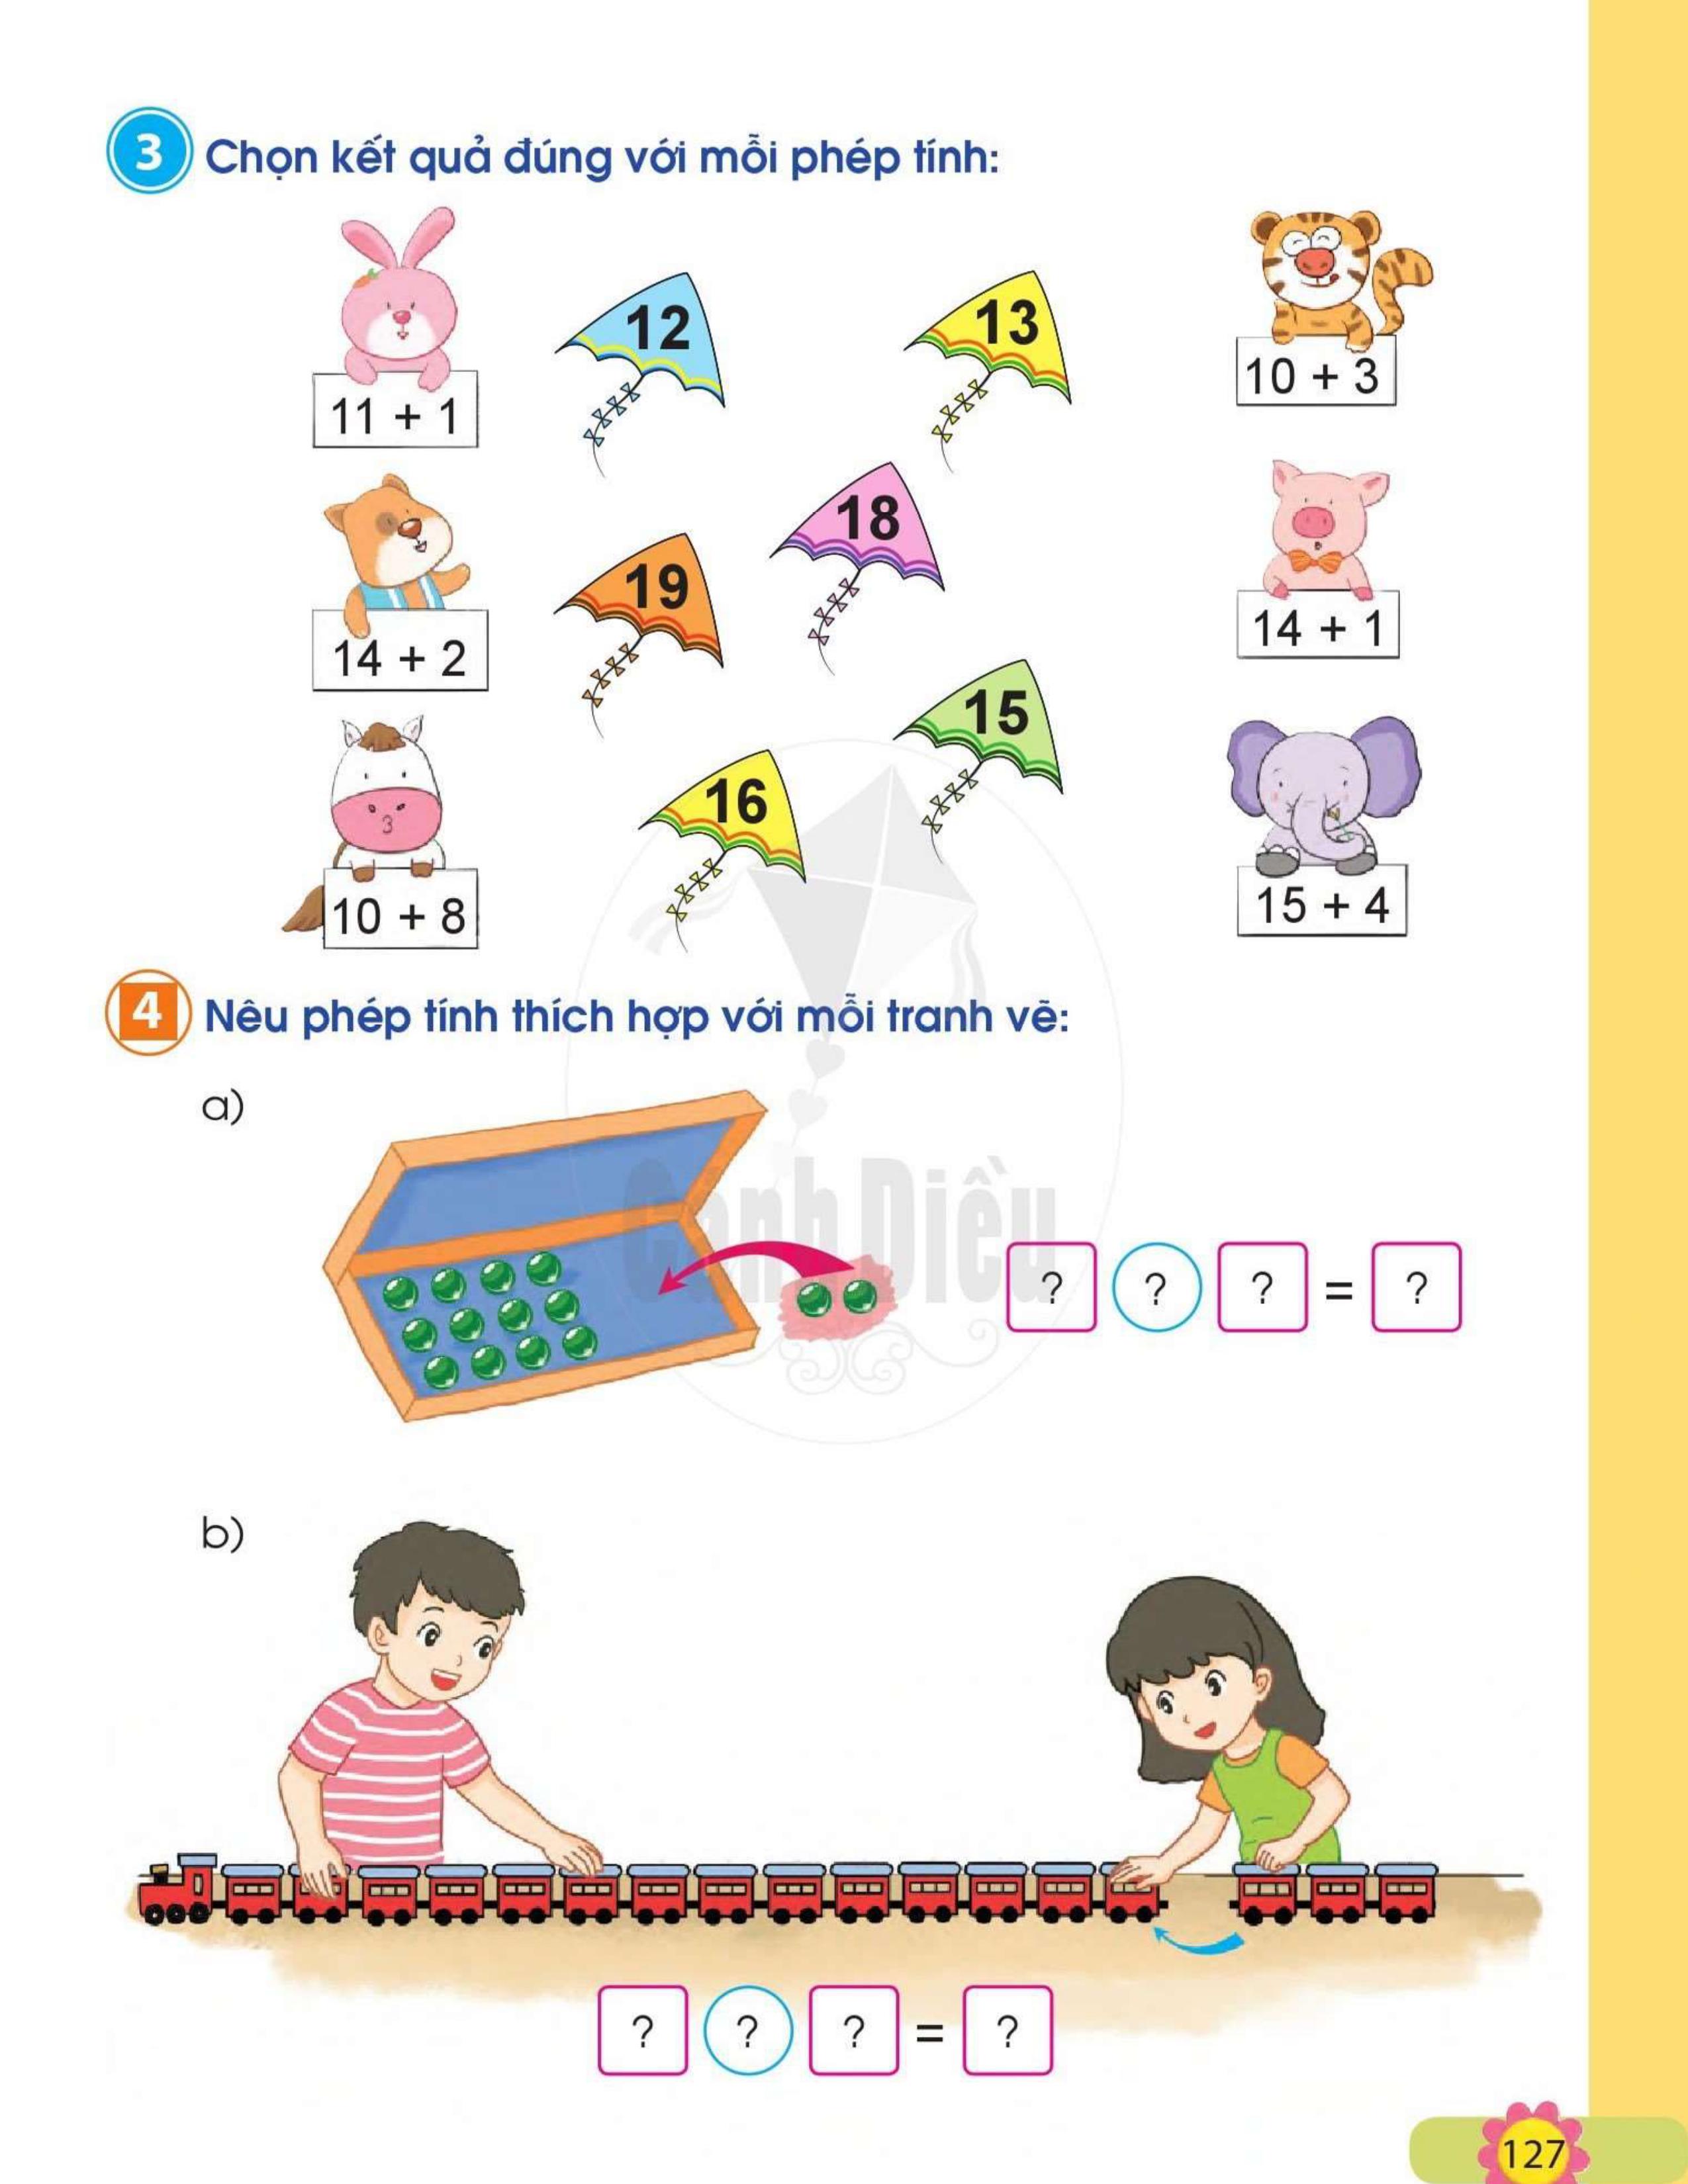 3 Chọn kết quả đúng với mỗi phép tính:
11 + 1
12
13
10 + 3
14 + 2
19
18
14 + 1
10 + 8
16
15
15 + 4
4 Nêu phép tính thích hợp với mỗi tranh vẽ:
a)
Cánh Diều
? ? ? = ?
b)
? ? ? = ?
127